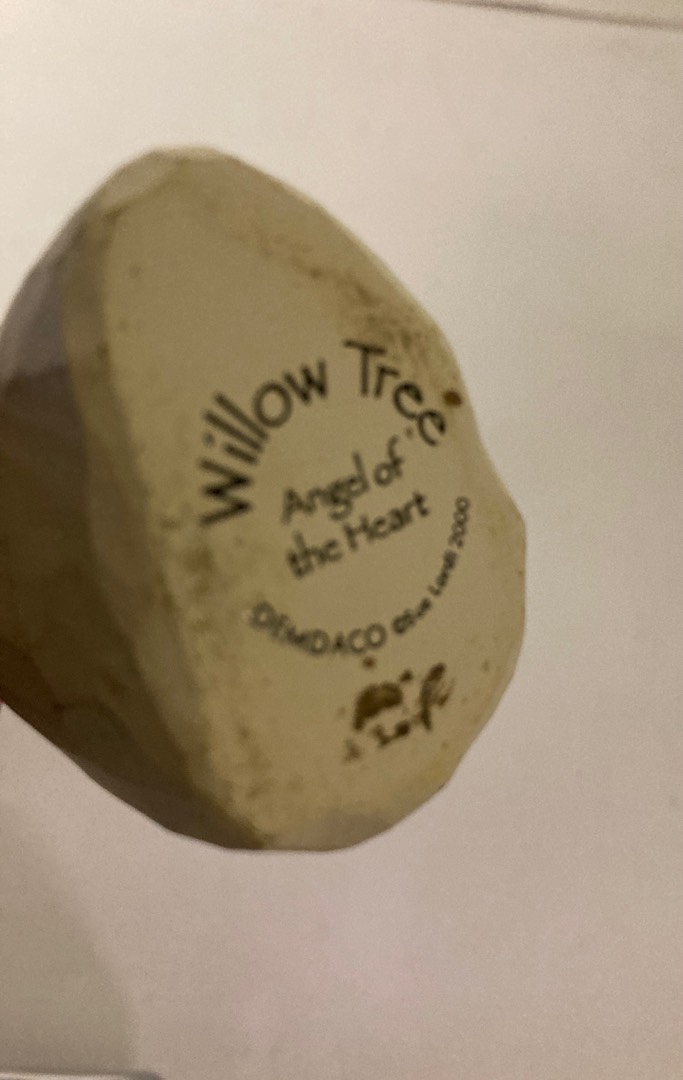 Willow Tree
Angel of
the Heart
DEMDACO ©Susan Lordi 2000